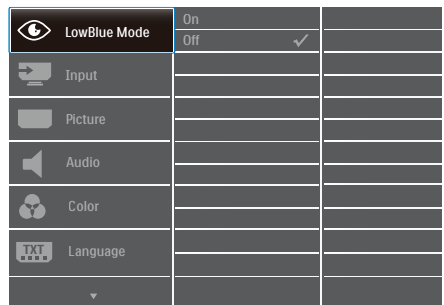 LowBlue Mode
On
Off
Input
Picture
Audio
Color
TXT
Language